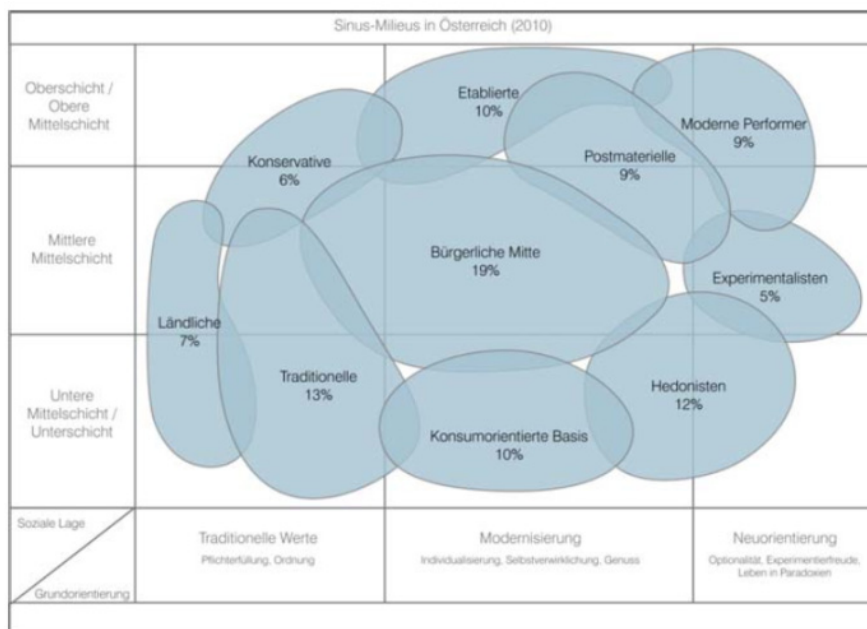 Sinus-Milieus in Österreich (2010)
Oberschicht /
Obere
Mittelschicht
Etablierte
10%
Moderne Performer
9%
Konservative
6%
Postmaterielle
9%
Mittlere
Mittelschicht
Bürgerliche Mitte
19%
Experimentalisten
5%
Ländliche
7%
Traditionelle
13%
Hedonisten
12%
Untere
Mittelschicht /
Unterschicht
Konsumorientierte Basis
10%
Soziale Lage
Grundorientierung
Traditionelle Werte
Pflichterfüllung, Ordnung
Modernisierung
Individualisierung, Selbstverwirklichung, Genuss
Neuorientierung
Optionalität, Experimentierfreude,
Leben in Paradoxien